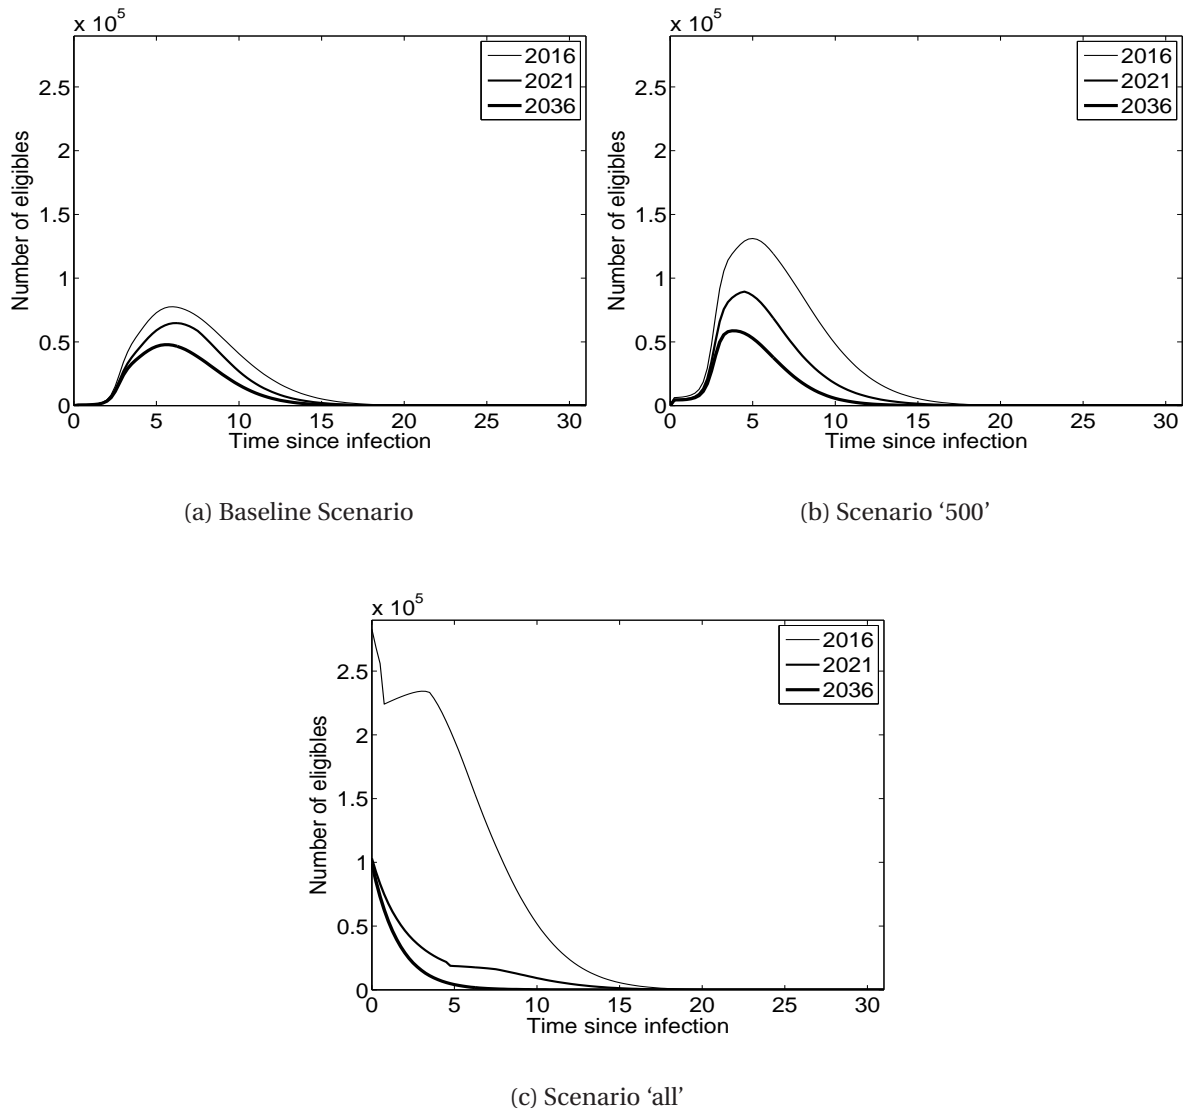 x 10^5
2016
2021
2036
2.5
2
1.5
1
0.5
0
Number of eligibles
0 5 10 15 20 25 30
Time since infection
(a) Baseline Scenario
x 10^5
2016
2021
2036
2.5
2
1.5
1
0.5
0
Number of eligibles
0 5 10 15 20 25 30
Time since infection
(b) Scenario ‘500’
x 10^5
2016
2021
2036
2.5
2
1.5
1
0.5
0
Number of eligibles
0 5 10 15 20 25 30
Time since infection
(c) Scenario ‘all’